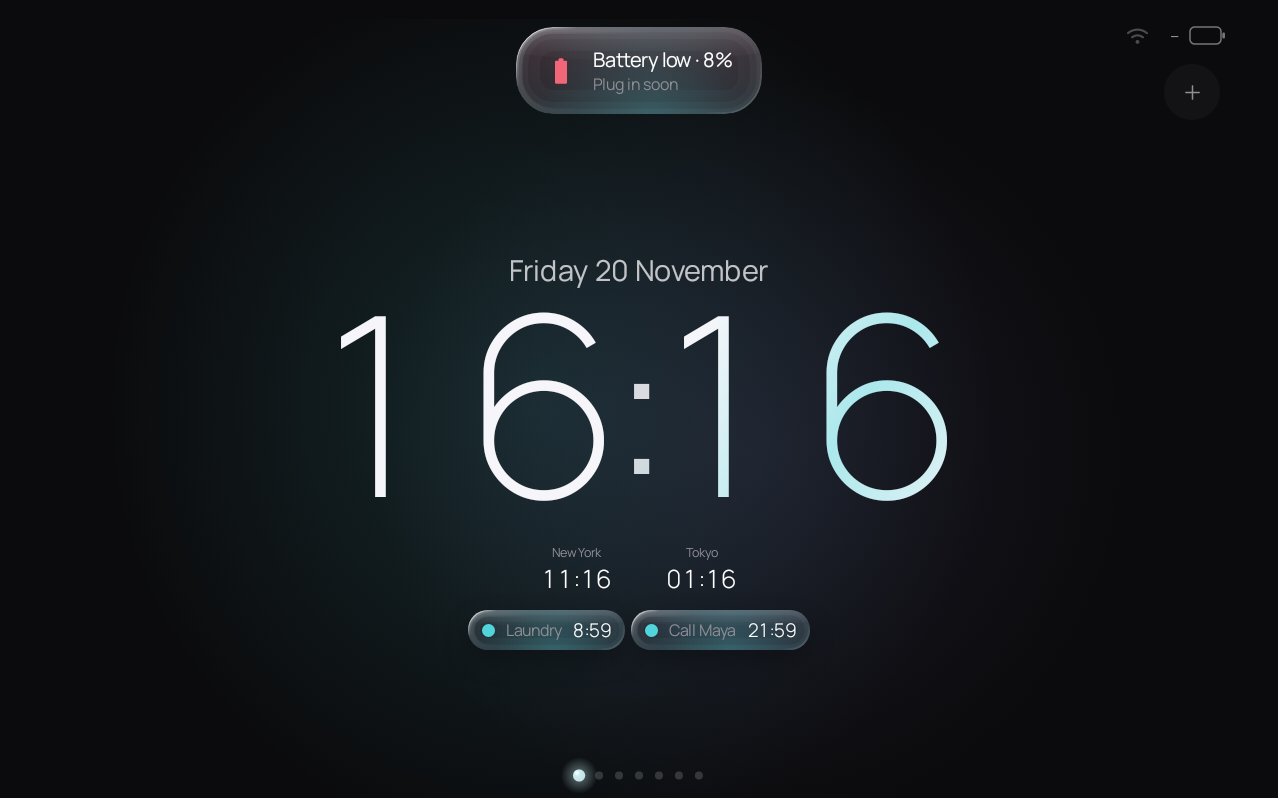 Battery low · 8%
Plug in soon
–
+
Friday 20 November
16:16
New York Tokyo
11:16 01:16
Laundry 8:59 Call Maya 21:59